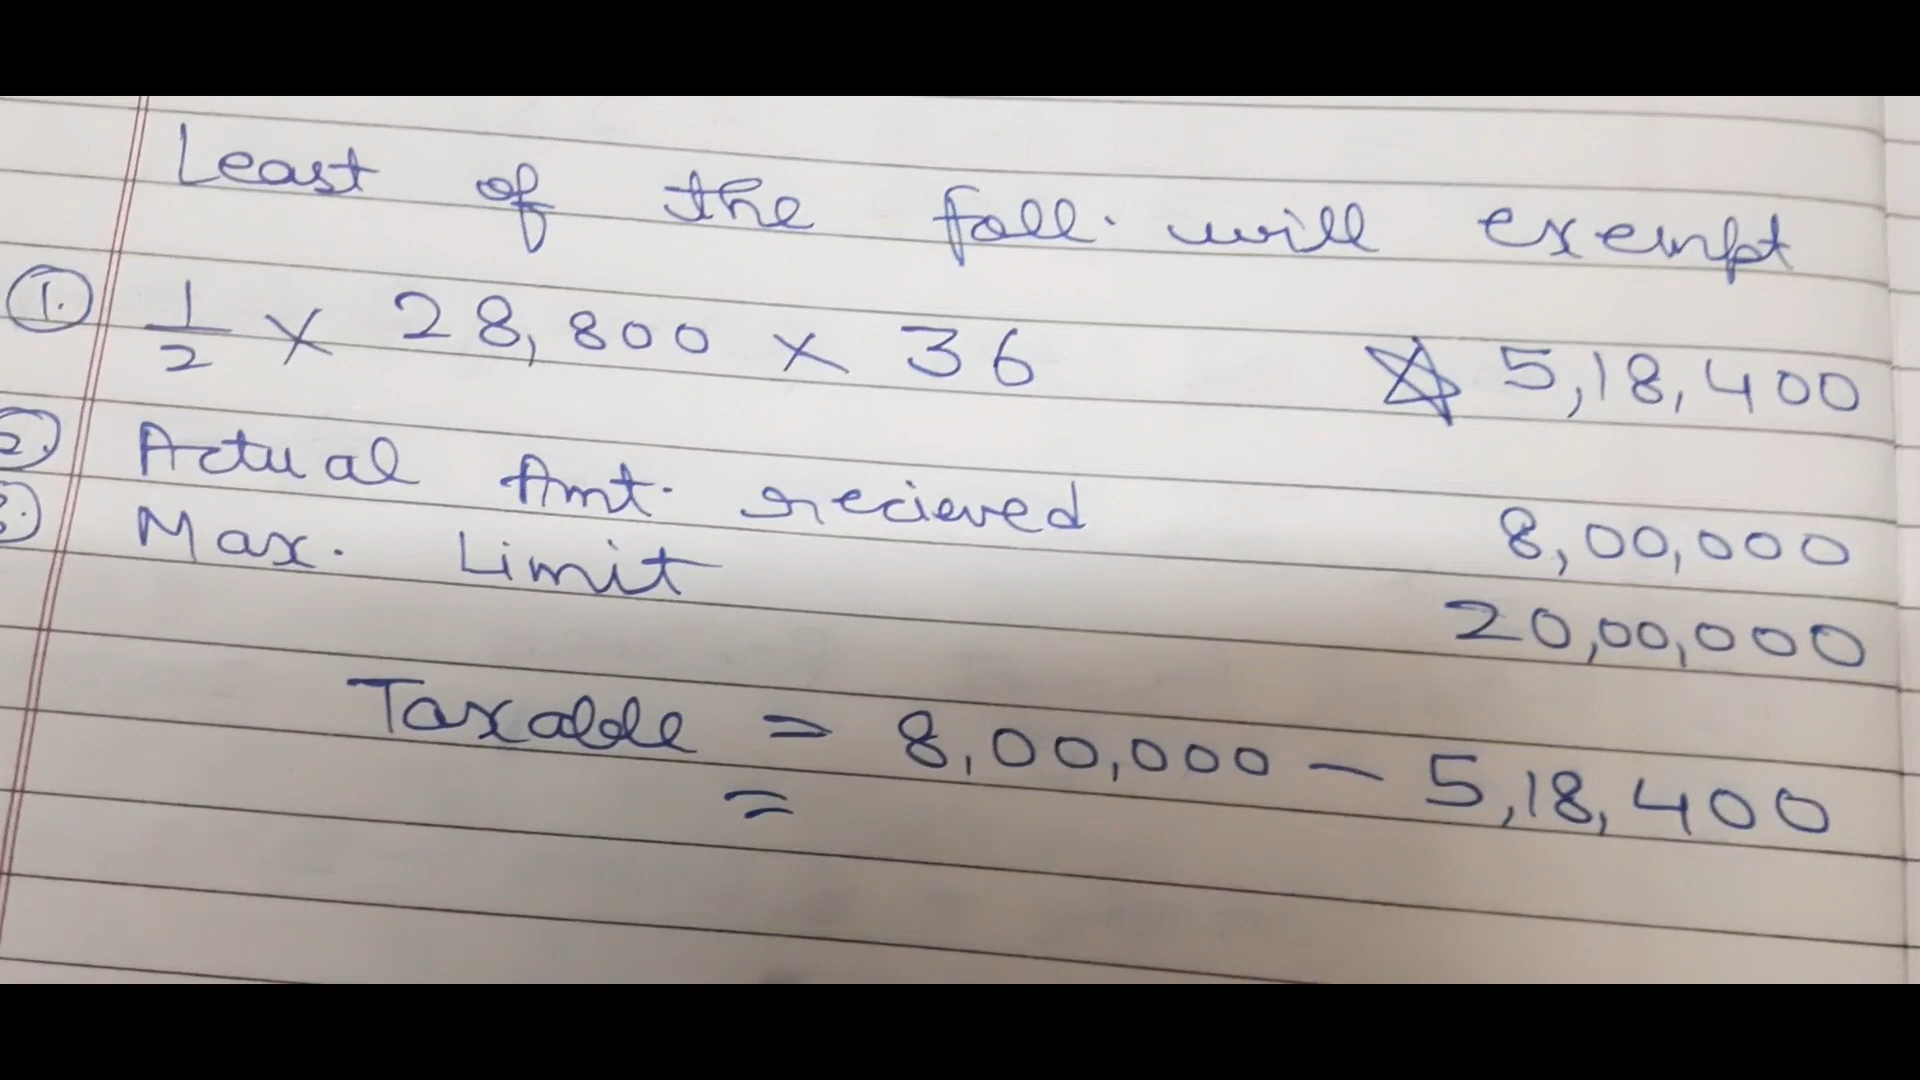 Least of the foll. will exempt
1. 1/2 × 28,800 × 36 ☆ 5,18,400
2. Actual Amt. recieved 8,00,000
3. Max. Limit 20,00,000
Taxable = 8,00,000 - 5,18,400
=